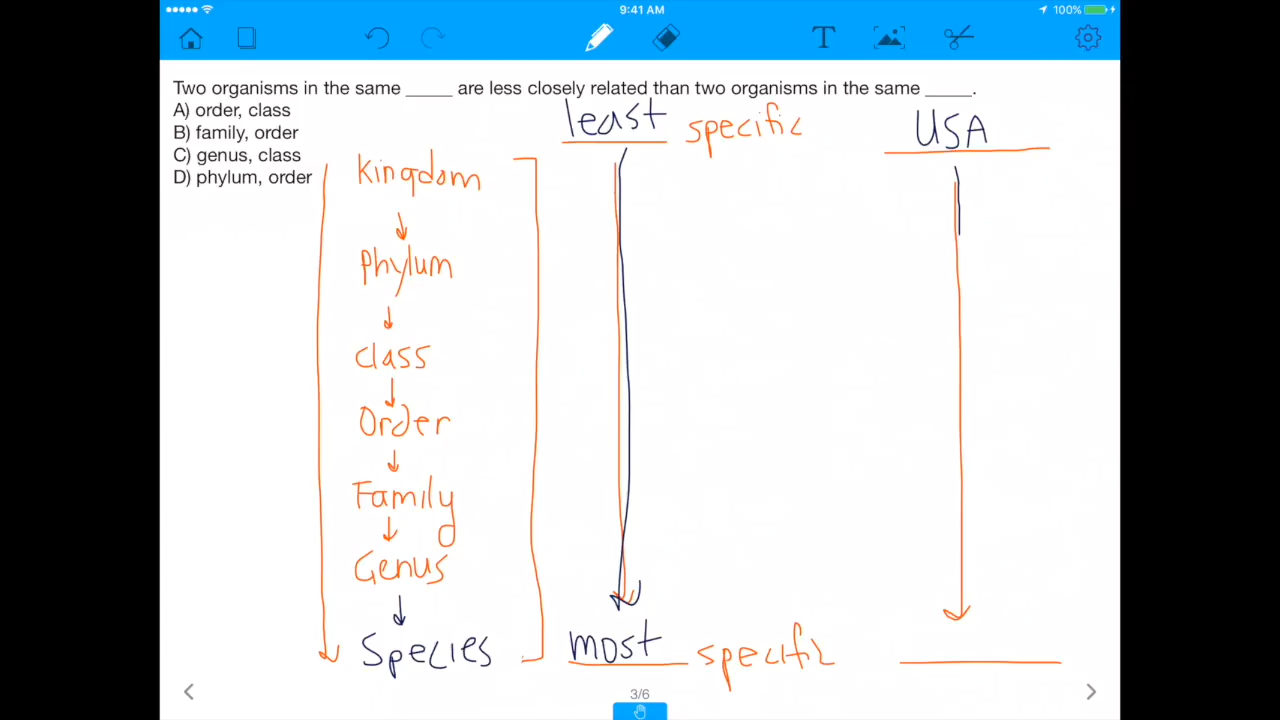 9:41 AM
100%
T
Two organisms in the same _____ are less closely related than two organisms in the same _____.
A) order, class
B) family, order
C) genus, class
D) phylum, order
least specific
USA
Kingdom
Phylum
Class
Order
Family
Genus
Species
most specific
3/6